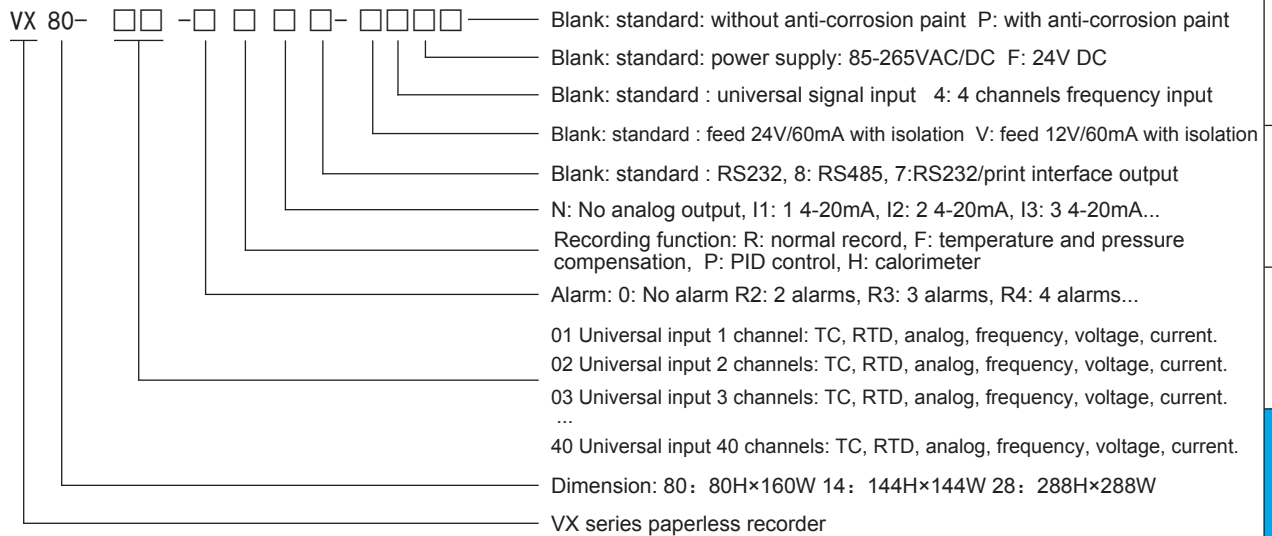 VX 80- □□ -□ □ □ □- □□□□
Blank: standard: without anti-corrosion paint P: with anti-corrosion paint
Blank: standard: power supply: 85-265VAC/DC F: 24V DC
Blank: standard : universal signal input 4: 4 channels frequency input
Blank: standard : feed 24V/60mA with isolation V: feed 12V/60mA with isolation
Blank: standard : RS232, 8: RS485, 7:RS232/print interface output
N: No analog output, I1: 1 4-20mA, I2: 2 4-20mA, I3: 3 4-20mA...
Recording function: R: normal record, F: temperature and pressure
compensation, P: PID control, H: calorimeter
Alarm: 0: No alarm R2: 2 alarms, R3: 3 alarms, R4: 4 alarms...
01 Universal input 1 channel: TC, RTD, analog, frequency, voltage, current.
02 Universal input 2 channels: TC, RTD, analog, frequency, voltage, current.
03 Universal input 3 channels: TC, RTD, analog, frequency, voltage, current.
...
40 Universal input 40 channels: TC, RTD, analog, frequency, voltage, current.
Dimension: 80：80H×160W 14：144H×144W 28：288H×288W
VX series paperless recorder